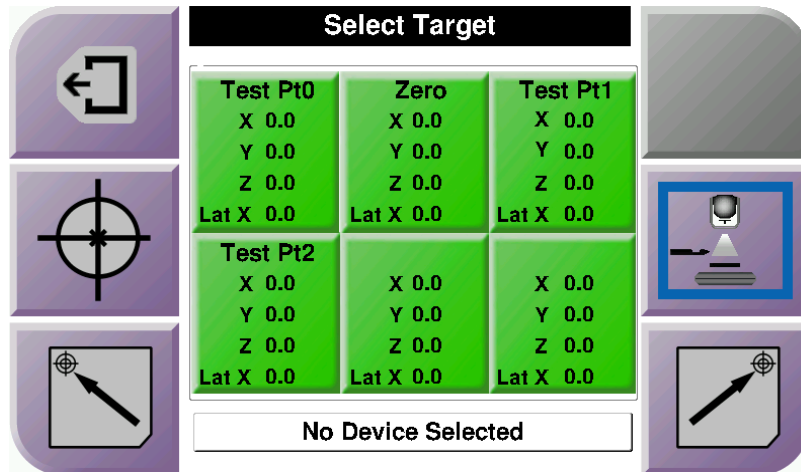 Select Target
Test Pt0 Zero Test Pt1
X 0.0 X 0.0 X 0.0
Y 0.0 Y 0.0 Y 0.0
Z 0.0 Z 0.0 Z 0.0
Lat X 0.0 Lat X 0.0 Lat X 0.0
Test Pt2
X 0.0 X 0.0 X 0.0
Y 0.0 Y 0.0 Y 0.0
Z 0.0 Z 0.0 Z 0.0
Lat X 0.0 Lat X 0.0 Lat X 0.0
No Device Selected